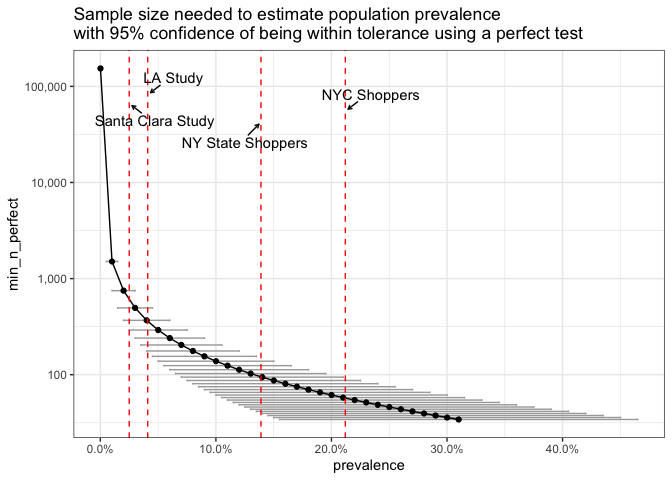 Sample size needed to estimate population prevalence
with 95% confidence of being within tolerance using a perfect test
LA Study
NYC Shoppers
Santa Clara Study
NY State Shoppers
min_n_perfect
100,000
10,000
1,000
100
0.0%
10.0%
20.0%
30.0%
40.0%
prevalence